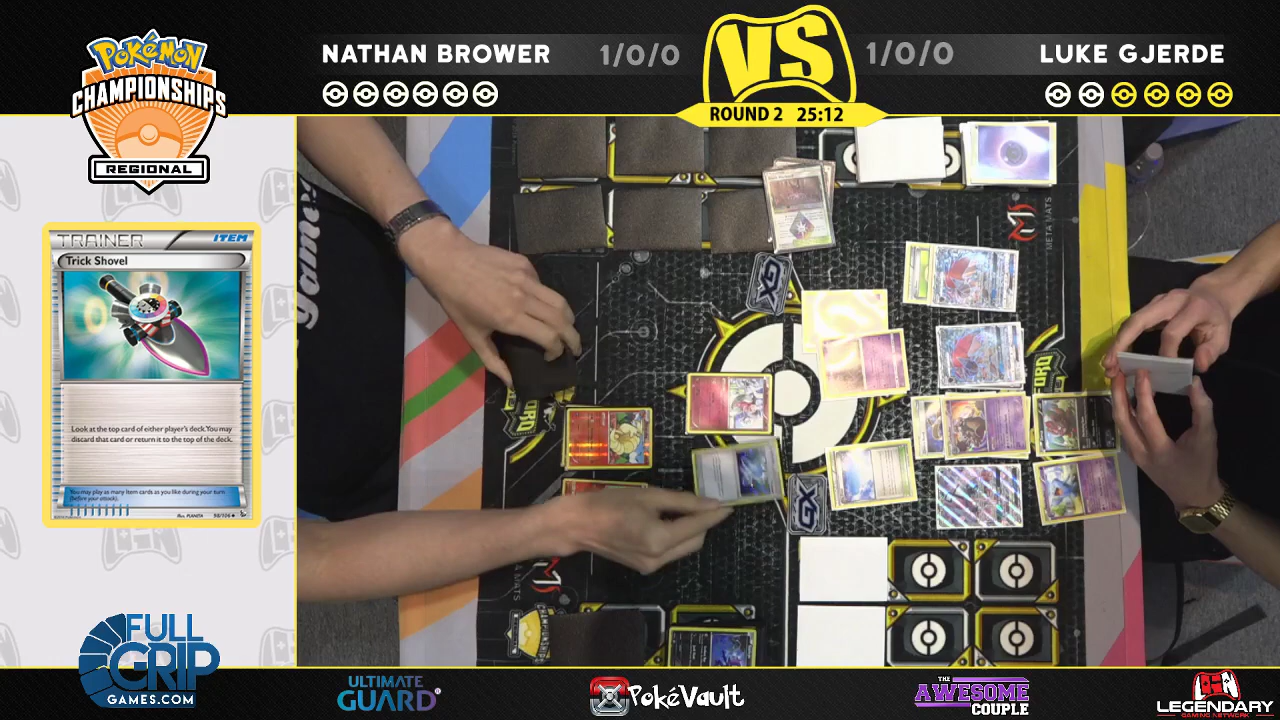 Pokémon
CHAMPIONSHIPS
REGIONAL
NATHAN BROWER
1/0/0
VS
1/0/0
LUKE GJERDE
ROUND 2 25:12
TRAINER
ITEM
Trick Shovel
Look at the top card of either player's deck. You may
discard that card or return it to the top of the deck.
You may play as many Item cards as you like during your turn
(before your attack).
98/106
games
META MATS
GX
GX
FULL
GRIP
GAMES.COM
ULTIMATE
GUARD
PokéVault
THE
AWESOME
COUPLE
LEGENDARY
GAMING NETWORK